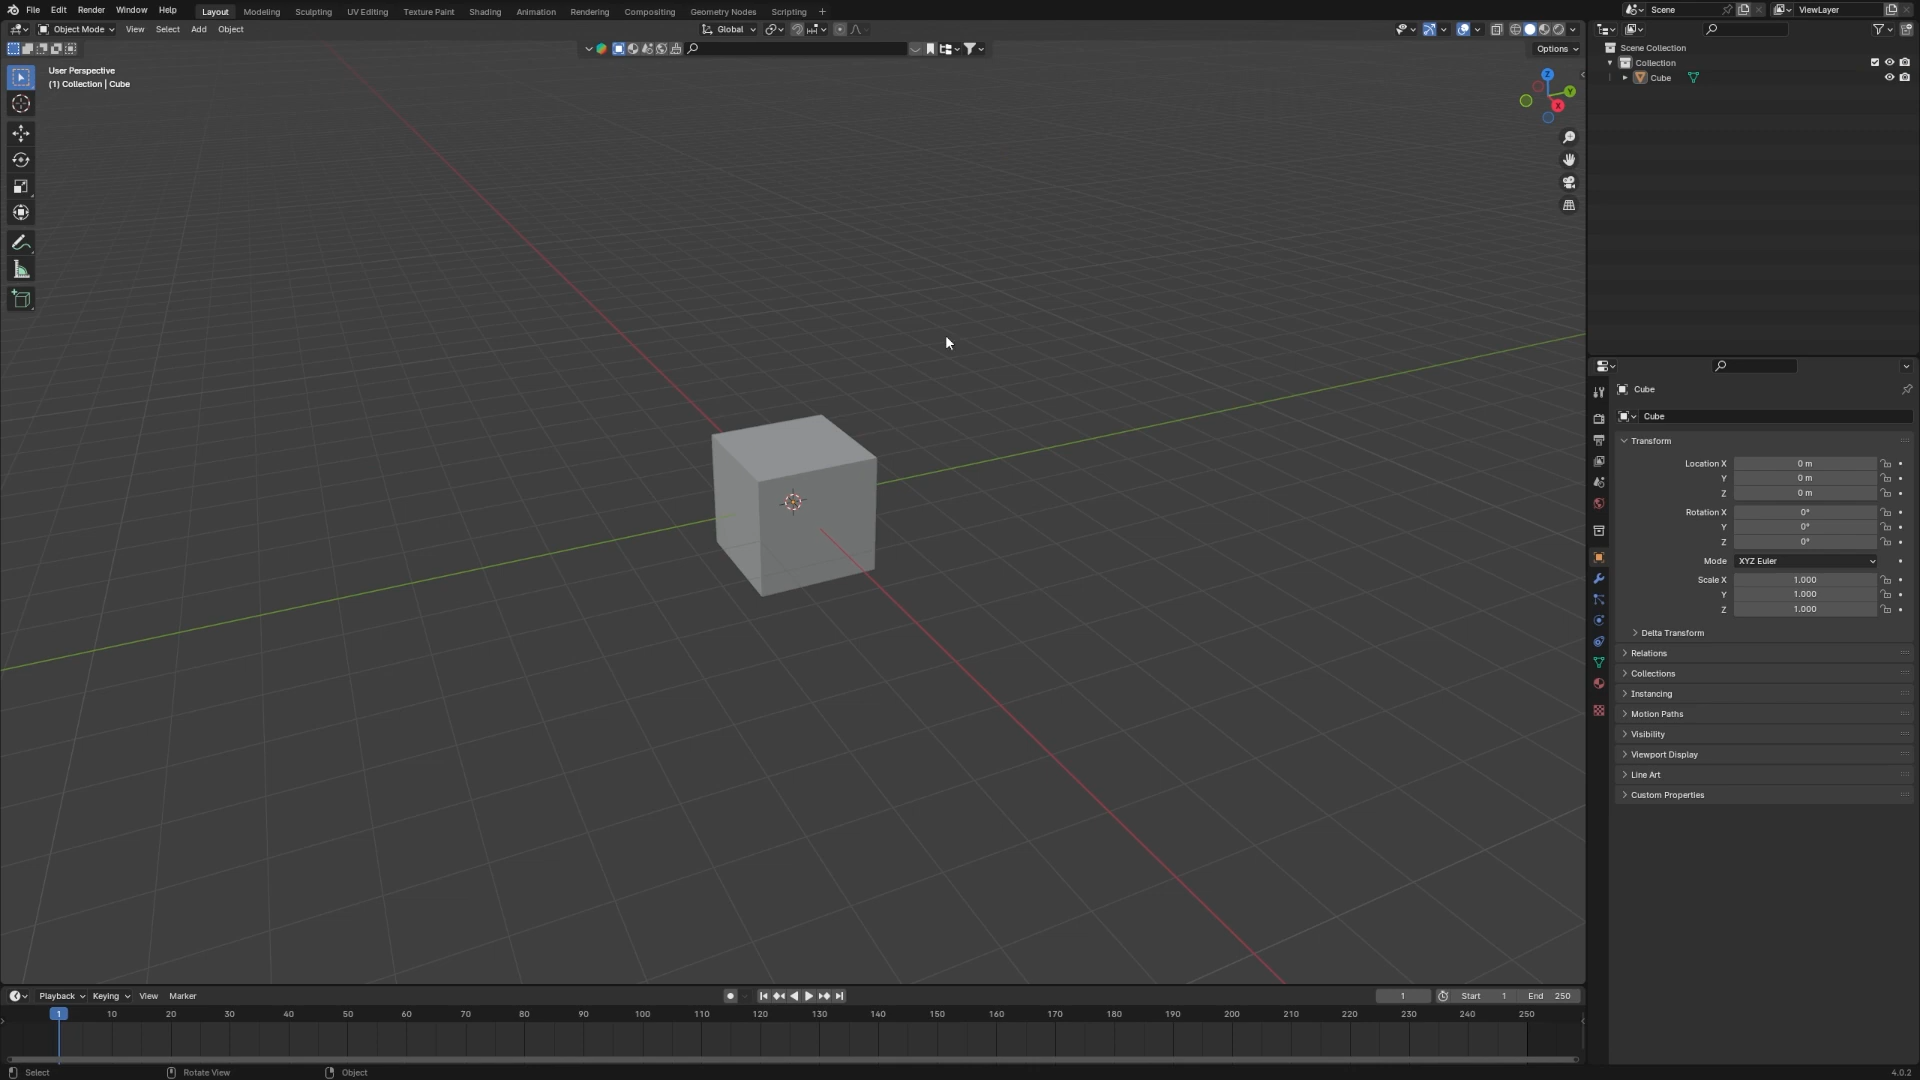 File Edit Render Window Help Layout Modeling Sculpting UV Editing Texture Paint Shading Animation Rendering Compositing Geometry Nodes Scripting + Scene ViewLayer
Object Mode View Select Add Object Global
Options
User Perspective
(1) Collection | Cube
Z
Y
X
Scene Collection
Collection
Cube
Cube
Cube
Transform
Location X 0 m
Y 0 m
Z 0 m
Rotation X 0°
Y 0°
Z 0°
Mode XYZ Euler
Scale X 1.000
Y 1.000
Z 1.000
Delta Transform
Relations
Collections
Instancing
Motion Paths
Visibility
Viewport Display
Line Art
Custom Properties
Playback Keying View Marker 1 Start 1 End 250
1 10 20 30 40 50 60 70 80 90 100 110 120 130 140 150 160 170 180 190 200 210 220 230 240 250
Select Rotate View Object 4.0.2